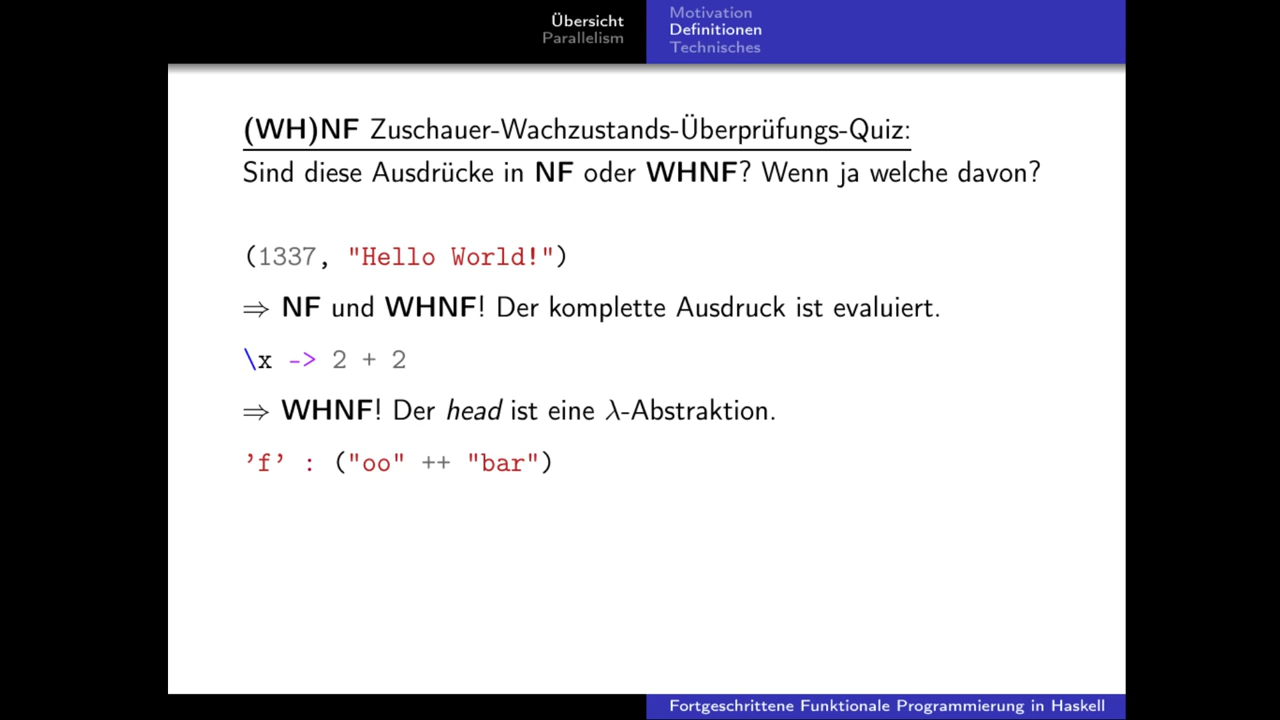 Übersicht
Parallelism
Motivation
Definitionen
Technisches
(WH)NF Zuschauer-Wachzustands-Überprüfungs-Quiz:
Sind diese Ausdrücke in NF oder WHNF? Wenn ja welche davon?
(1337, "Hello World!")
⇒ NF und WHNF! Der komplette Ausdruck ist evaluiert.
\x -> 2 + 2
⇒ WHNF! Der head ist eine λ-Abstraktion.
'f' : ("oo" ++ "bar")
Fortgeschrittene Funktionale Programmierung in Haskell